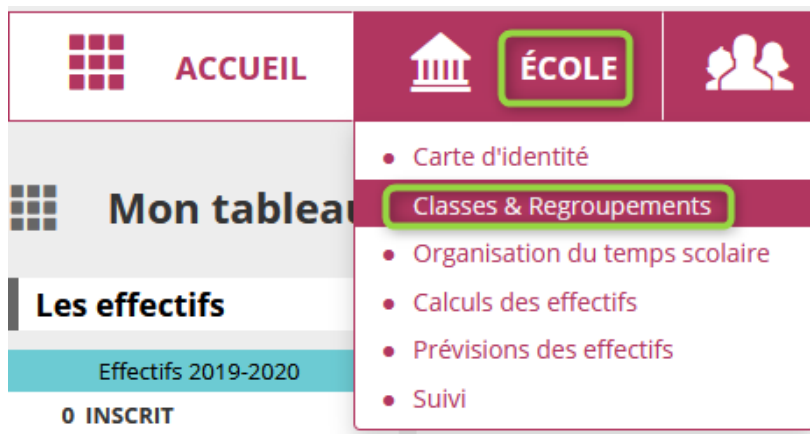 ACCUEIL
ÉCOLE
Carte d'identité
Classes & Regroupements
Organisation du temps scolaire
Calculs des effectifs
Prévisions des effectifs
Suivi
Mon tableau
Les effectifs
Effectifs 2019-2020
0 INSCRIT